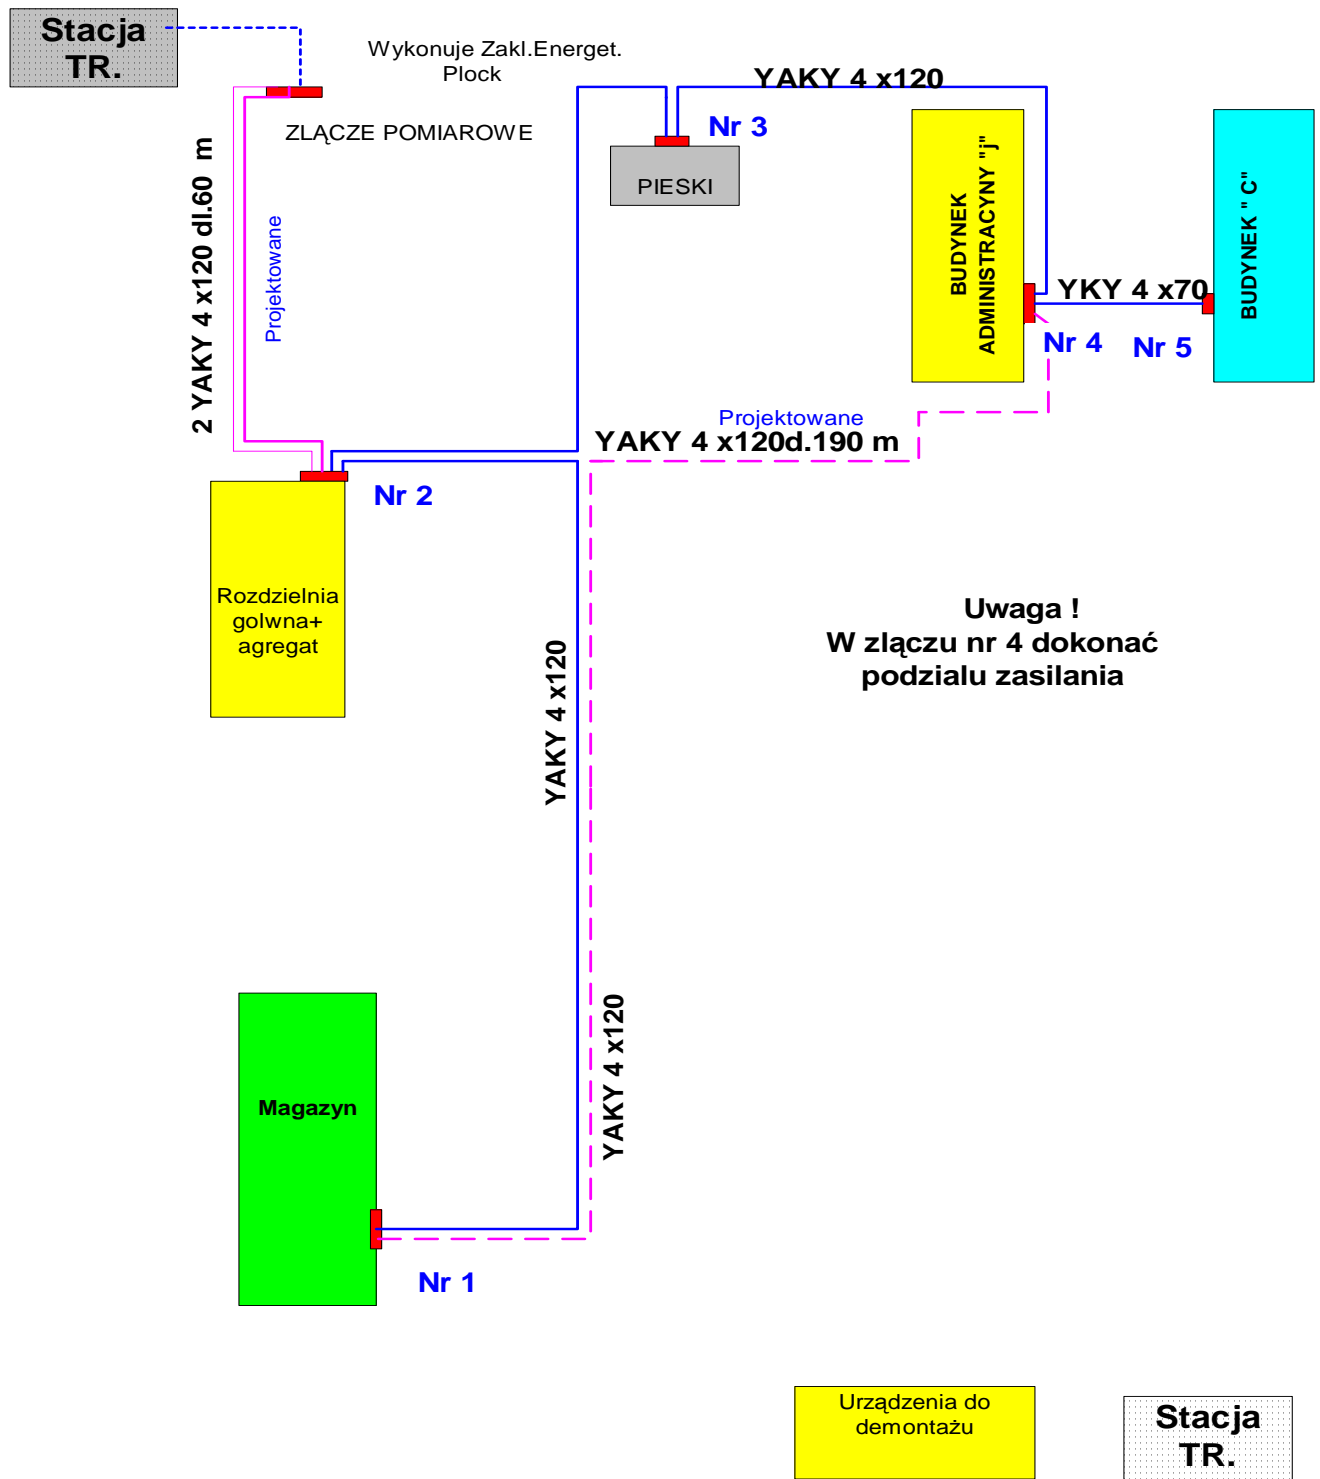 Stacja
TR.
Wykonuje Zakl.Energet.
Plock
ZLĄCZE POMIAROWE
YAKY 4 x120
Nr 3
PIESKI
2 YAKY 4 x120 dl.60 m
Projektowane
BUDYNEK
ADMINISTRACYNY "j"
BUDYNEK " C"
YKY 4 x70
Nr 4
Nr 5
Projektowane
YAKY 4 x120d.190 m
Nr 2
Rozdzielnia
golwna+
agregat
Uwaga !
W zlączu nr 4 dokonać
podzialu zasilania
YAKY 4 x120
YAKY 4 x120
Magazyn
Nr 1
Urządzenia do
demontażu
Stacja
TR.